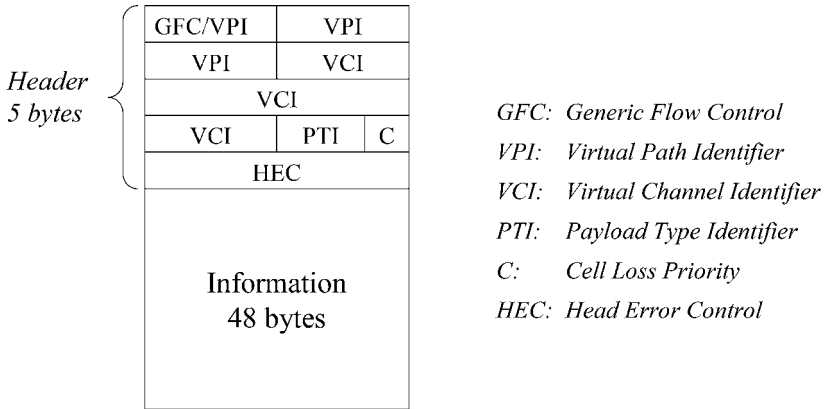 GFC/VPI VPI
VPI VCI
Header
5 bytes
VCI
VCI PTI C
HEC
Information
48 bytes
GFC: Generic Flow Control
VPI: Virtual Path Identifier
VCI: Virtual Channel Identifier
PTI: Payload Type Identifier
C: Cell Loss Priority
HEC: Head Error Control